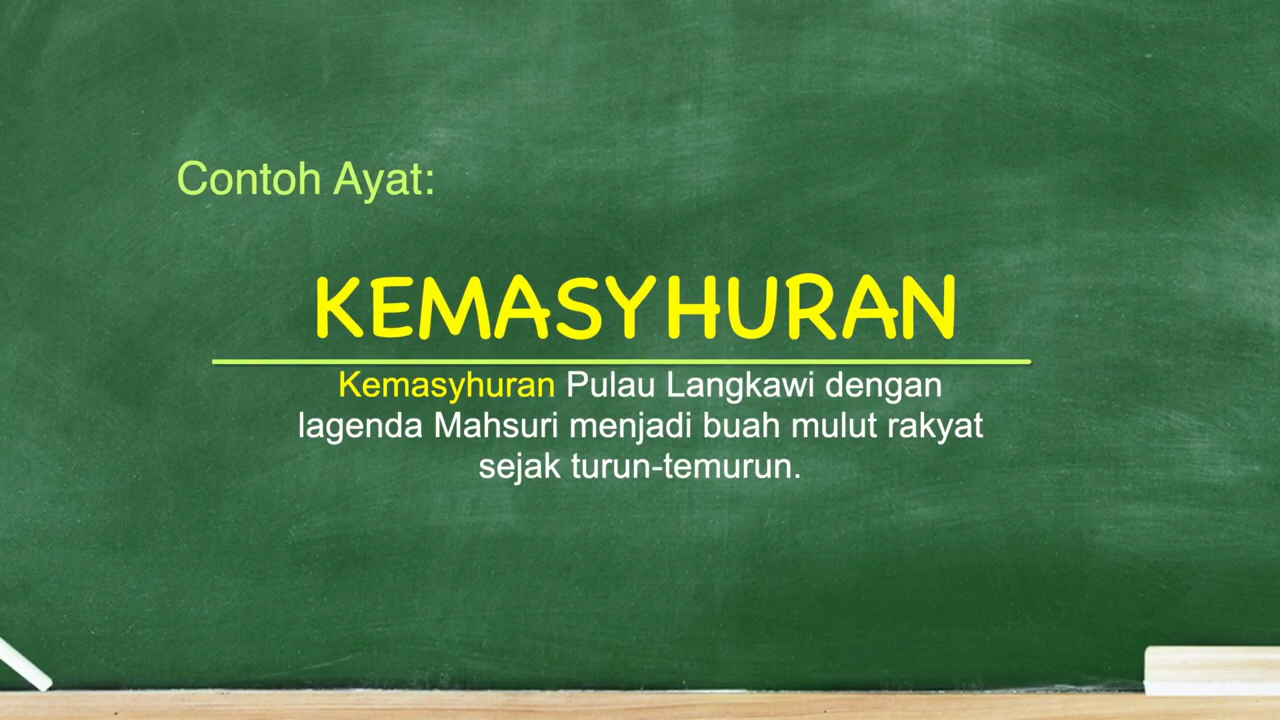 Contoh Ayat:
KEMASYHURAN
Kemasyhuran Pulau Langkawi dengan
lagenda Mahsuri menjadi buah mulut rakyat
sejak turun-temurun.